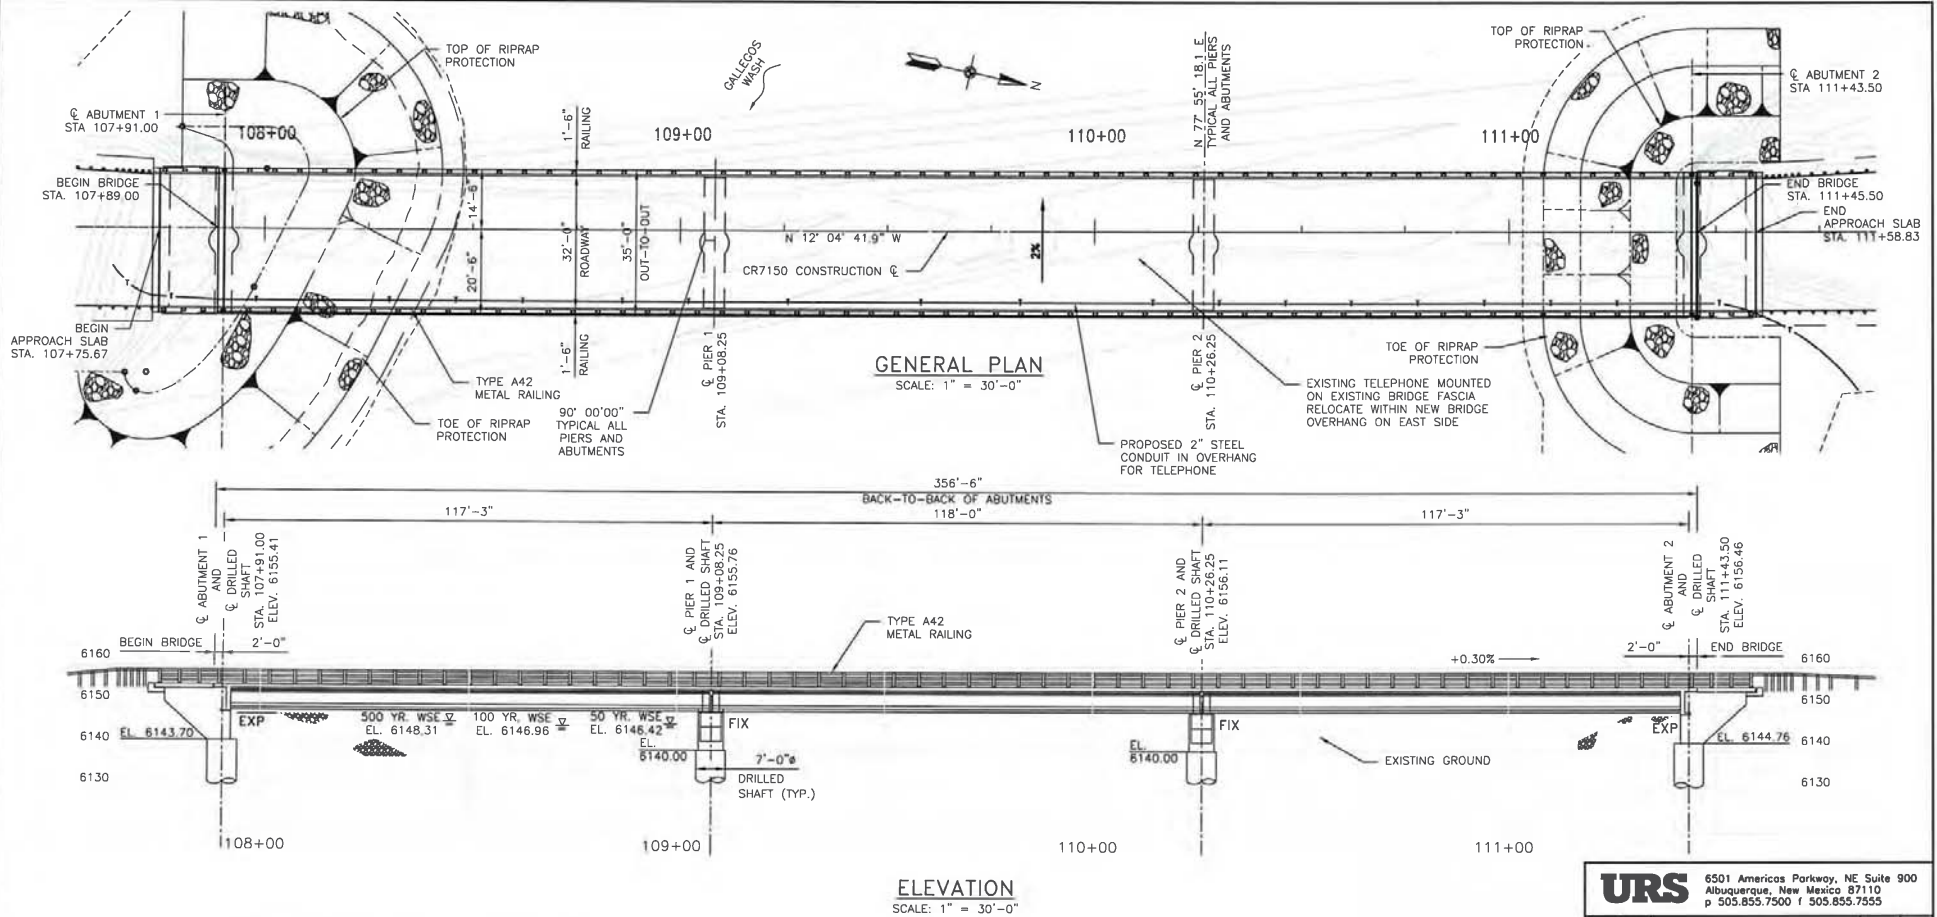 TOP OF RIPRAP
PROTECTION
GALLEGOS
WASH
N
N 77° 55' 18.1 E
TYPICAL ALL PIERS
AND ABUTMENTS
TOP OF RIPRAP
PROTECTION
℄ ABUTMENT 1
STA 107+91.00
℄ ABUTMENT 2
STA 111+43.50
108+00
109+00
110+00
111+00
1'-6"
RAILING
BEGIN BRIDGE
STA. 107+89.00
14'-6"
20'-6"
32'-0"
ROADWAY
35'-0"
OUT-TO-OUT
N 12° 04' 41.9" W
CR7150 CONSTRUCTION ℄
2%
END BRIDGE
STA. 111+45.50
END
APPROACH SLAB
STA. 111+58.83
T
T
T
BEGIN
APPROACH SLAB
STA. 107+75.67
1'-6"
RAILING
TYPE A42
METAL RAILING
TOE OF RIPRAP
PROTECTION
90° 00'00"
TYPICAL ALL
PIERS AND
ABUTMENTS
℄ PIER 1
STA. 109+08.25
GENERAL PLAN
SCALE: 1" = 30'-0"
℄ PIER 2
STA. 110+26.25
TOE OF RIPRAP
PROTECTION
EXISTING TELEPHONE MOUNTED
ON EXISTING BRIDGE FASCIA
RELOCATE WITHIN NEW BRIDGE
OVERHANG ON EAST SIDE
PROPOSED 2" STEEL
CONDUIT IN OVERHANG
FOR TELEPHONE
356'-6"
BACK-TO-BACK OF ABUTMENTS
117'-3"
118'-0"
117'-3"
℄ ABUTMENT 1
AND
℄ DRILLED
SHAFT
STA. 107+91.00
ELEV. 6155.41
℄ PIER 1 AND
℄ DRILLED SHAFT
STA. 109+08.25
ELEV. 6155.76
℄ PIER 2 AND
℄ DRILLED SHAFT
STA. 110+26.25
ELEV. 6156.11
℄ ABUTMENT 2
AND
℄ DRILLED
SHAFT
STA. 111+43.50
ELEV. 6156.46
TYPE A42
METAL RAILING
BEGIN BRIDGE
2'-0"
+0.30%
2'-0"
END BRIDGE
6160
6150
6140
6130
6160
6150
6140
6130
EL. 6143.70
EXP
500 YR. WSE
EL. 6148.31
100 YR. WSE
EL. 6146.96
50 YR. WSE
EL. 6146.42
FIX
EL.
6140.00
7'-0"ø
DRILLED
SHAFT (TYP.)
FIX
EL.
6140.00
EXISTING GROUND
EXP
EL. 6144.76
108+00
109+00
110+00
111+00
ELEVATION
SCALE: 1" = 30'-0"
URS
6501 Americas Parkway, NE Suite 900
Albuquerque, New Mexico 87110
p 505.855.7500 f 505.855.7555